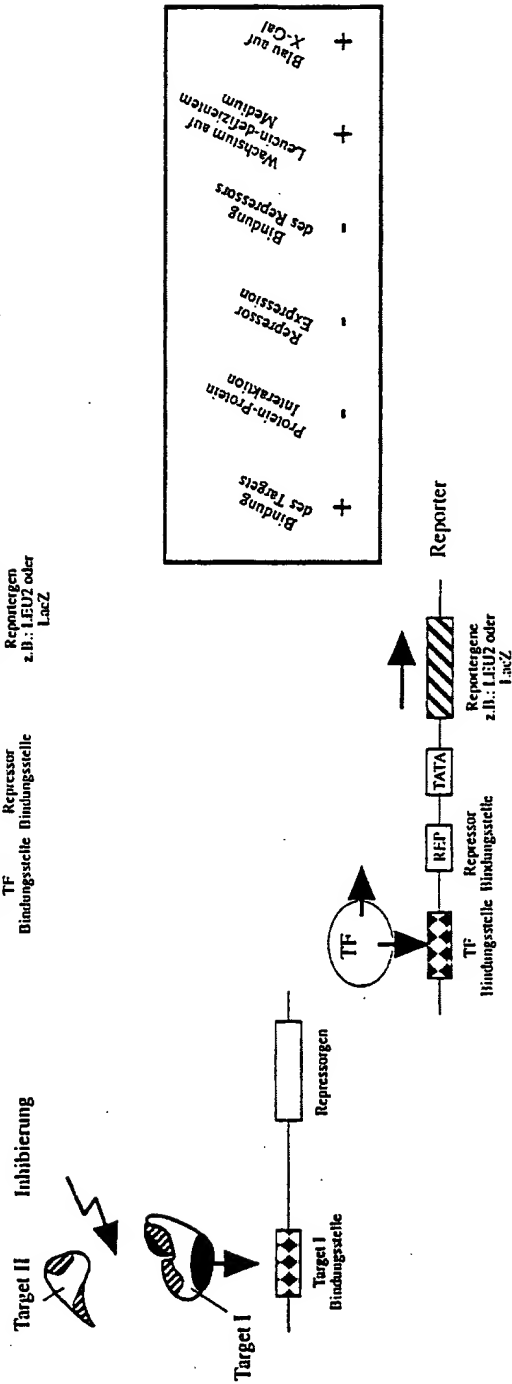 TF
Bindungsstelle
Repressor
Bindungsstelle
Reportergen
z.B.: LEU2 oder
LacZ
Target II
Inhibierung
Target I
Target I
Bindungsstelle
Repressorgen
TF
TF
Bindungsstelle
REP
Repressor
Bindungsstelle
TATA
Reportergene
z.B.: LEU2 oder
LacZ
Reporter
Bindung
des Targets
Protein-Protein
Interaktion
Repressor
Expression
Bindung
des Repressors
Wachstum auf
Leucin-defizientem
Medium
Blau auf
X-Gal
+ - - - + +